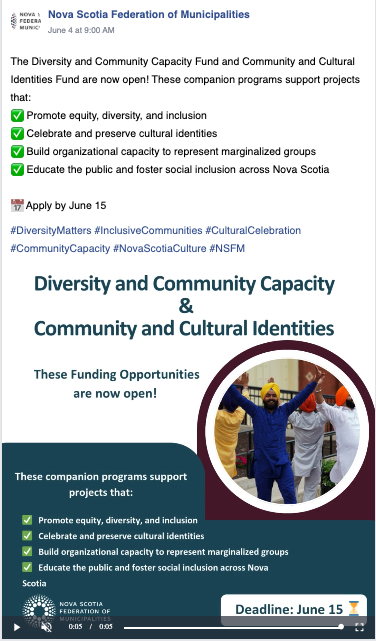 NOVA S
FEDERA
MUNIC
Nova Scotia Federation of Municipalities
June 4 at 9:00 AM
The Diversity and Community Capacity Fund and Community and Cultural
Identities Fund are now open! These companion programs support projects
that:
✅ Promote equity, diversity, and inclusion
✅ Celebrate and preserve cultural identities
✅ Build organizational capacity to represent marginalized groups
✅ Educate the public and foster social inclusion across Nova Scotia
📅 Apply by June 15
#DiversityMatters #InclusiveCommunities #CulturalCelebration
#CommunityCapacity #NovaScotiaCulture #NSFM
Diversity and Community Capacity
&
Community and Cultural Identities
These Funding Opportunities
are now open!
These companion programs support
projects that:
✅ Promote equity, diversity, and inclusion
✅ Celebrate and preserve cultural identities
✅ Build organizational capacity to represent marginalized groups
✅ Educate the public and foster social inclusion across Nova
Scotia
NOVA SCOTIA
FEDERATION OF
MUNICIPALITIES
Deadline: June 15 ⏳
0:05 / 0:05